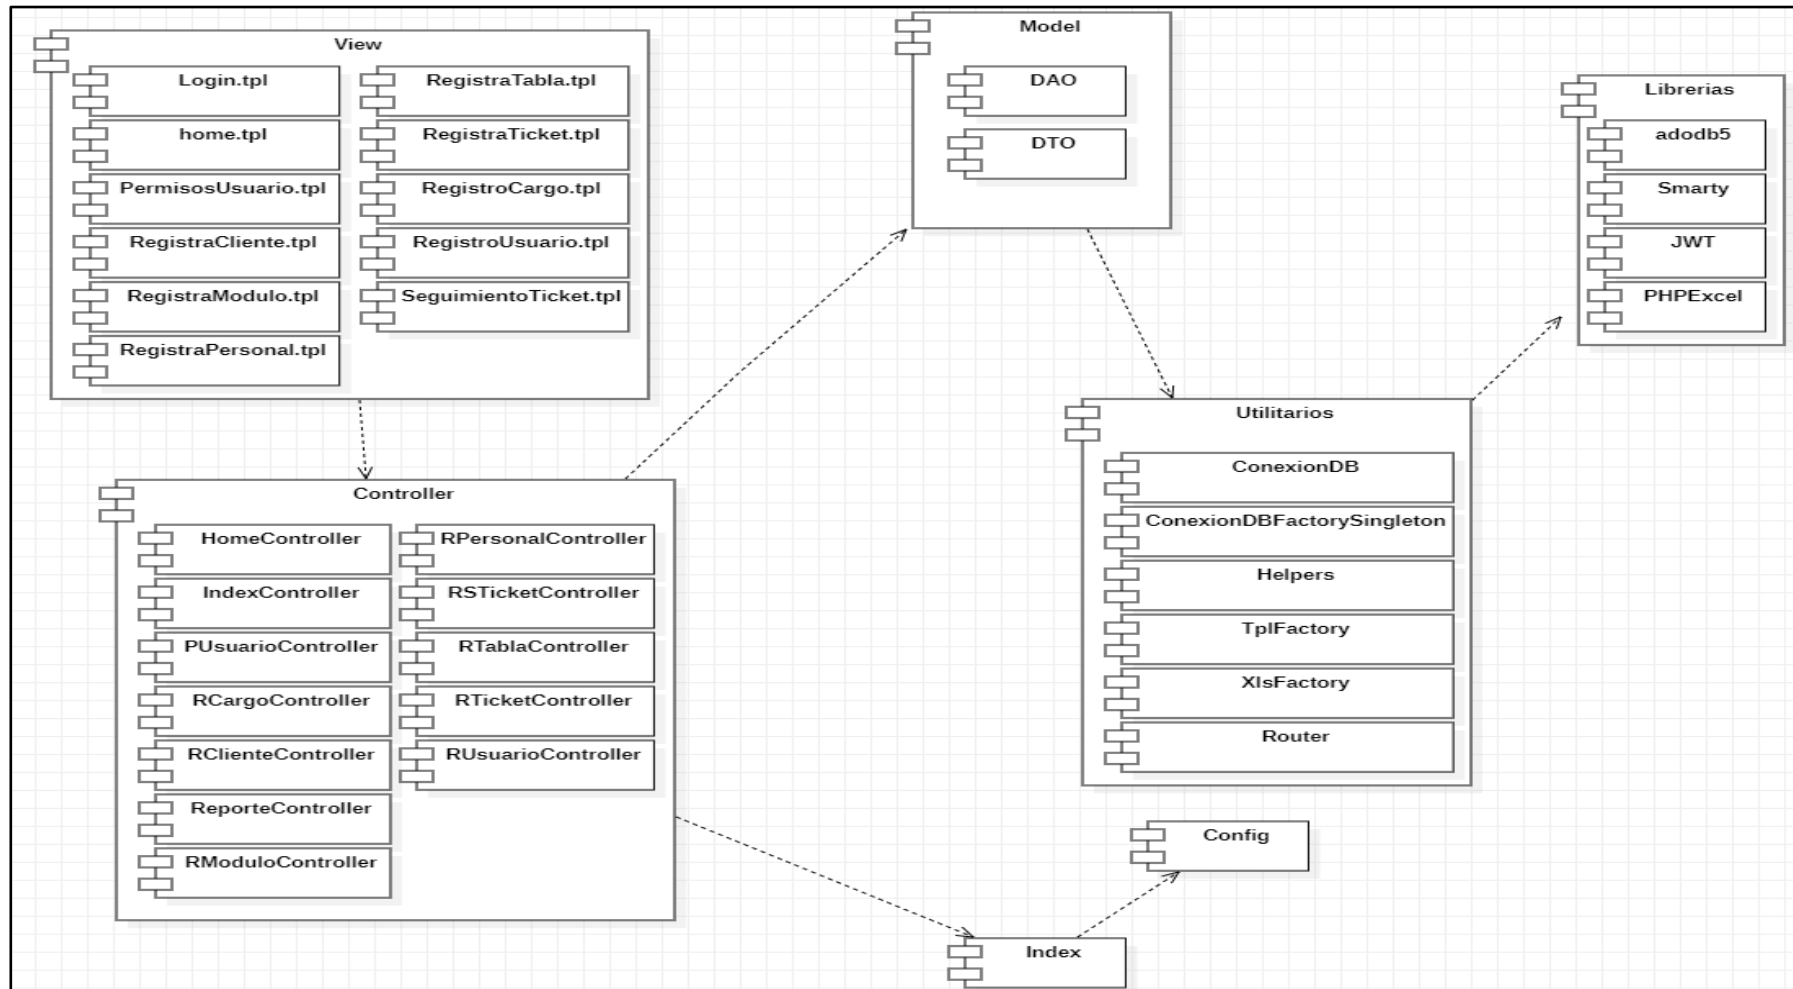 View
Login.tpl
home.tpl
PermisosUsuario.tpl
RegistraCliente.tpl
RegistraModulo.tpl
RegistraPersonal.tpl
RegistraTabla.tpl
RegistraTicket.tpl
RegistroCargo.tpl
RegistroUsuario.tpl
SeguimientoTicket.tpl
Model
DAO
DTO
Librerias
adodb5
Smarty
JWT
PHPExcel
Controller
HomeController
IndexController
PUsuarioController
RCargoController
RClienteController
ReporteController
RModuloController
RPersonalController
RSTicketController
RTablaController
RTicketController
RUsuarioController
Utilitarios
ConexionDB
ConexionDBFactorySingleton
Helpers
TplFactory
XlsFactory
Router
Config
Index